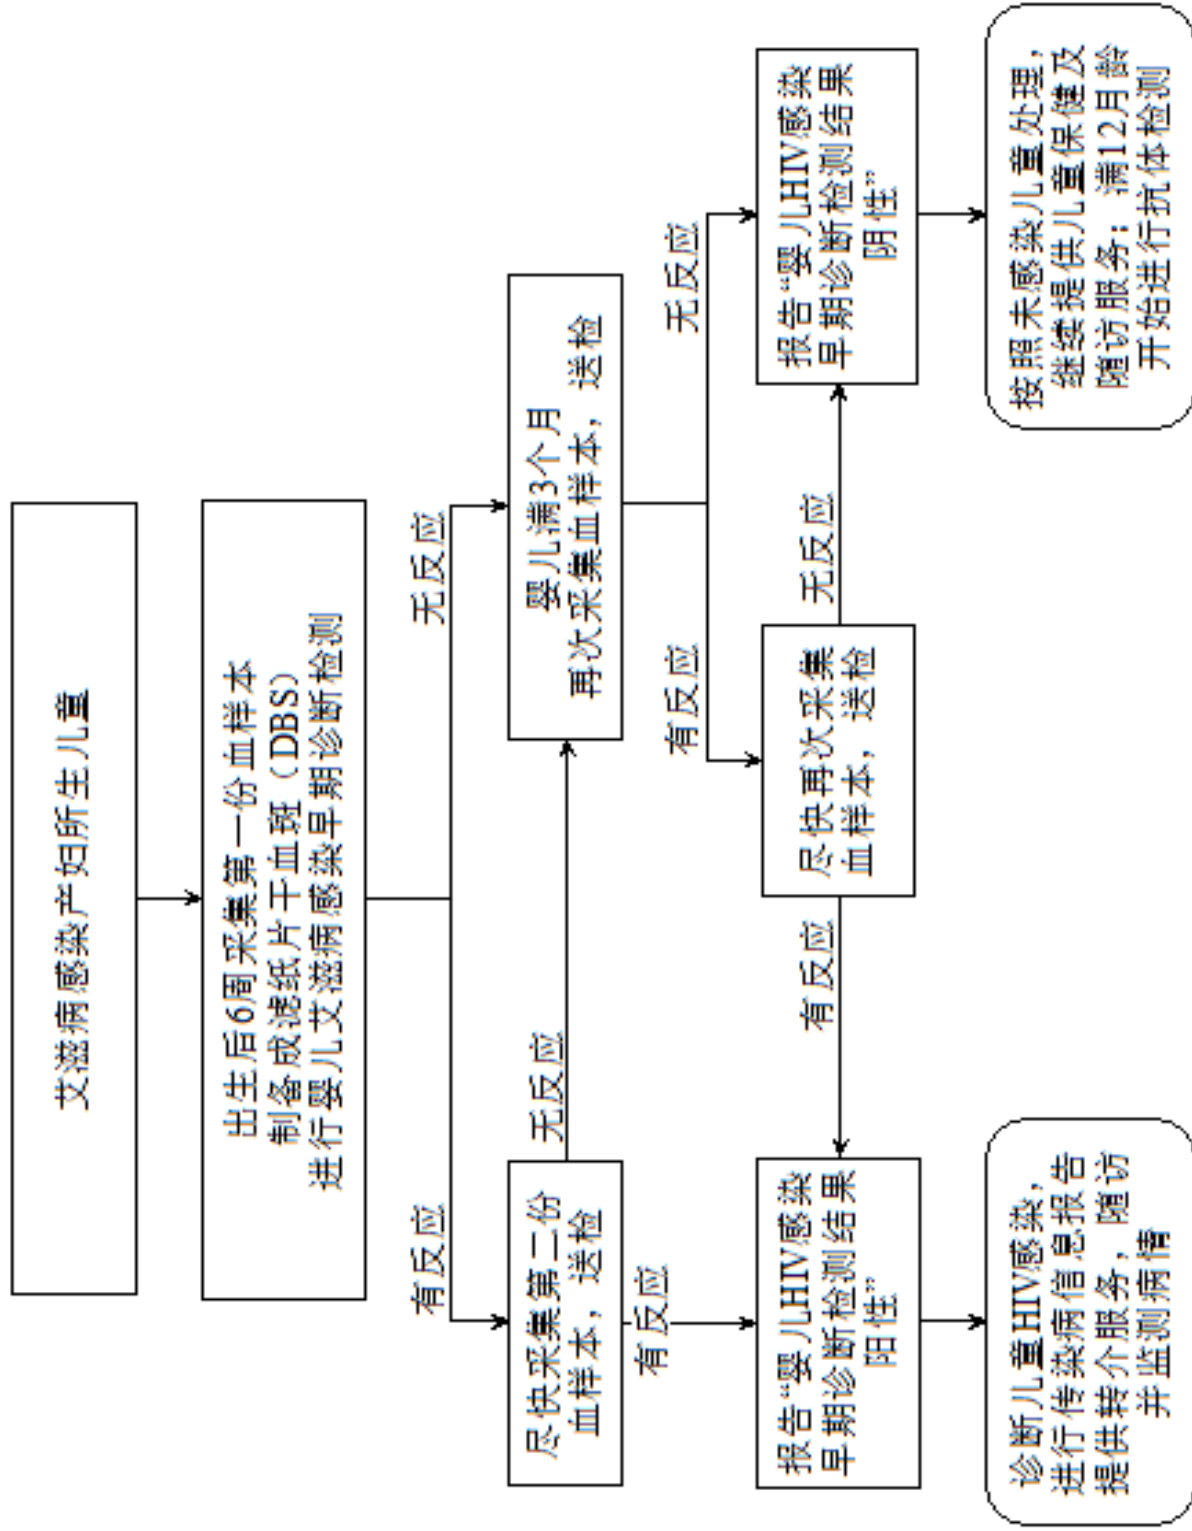 艾滋病感染产妇所生儿童
出生后6周采集第一份血样本
制备成滤纸片干血斑（DBS）
进行婴儿艾滋病感染早期诊断检测
有反应
无反应
尽快采集第二份
血样本，送检
无反应
婴儿满3个月
再次采集血样本，送检
有反应
有反应
无反应
报告“婴儿HIV感染
早期诊断检测结果
阳性”
有反应
尽快再次采集
血样本，送检
无反应
报告“婴儿HIV感染
早期诊断检测结果
阴性”
诊断儿童HIV感染，
进行传染病信息报告
提供转介服务，随访
并监测病情
按照未感染儿童处理，
继续提供儿童保健及
随访服务；满12月龄
开始进行抗体检测